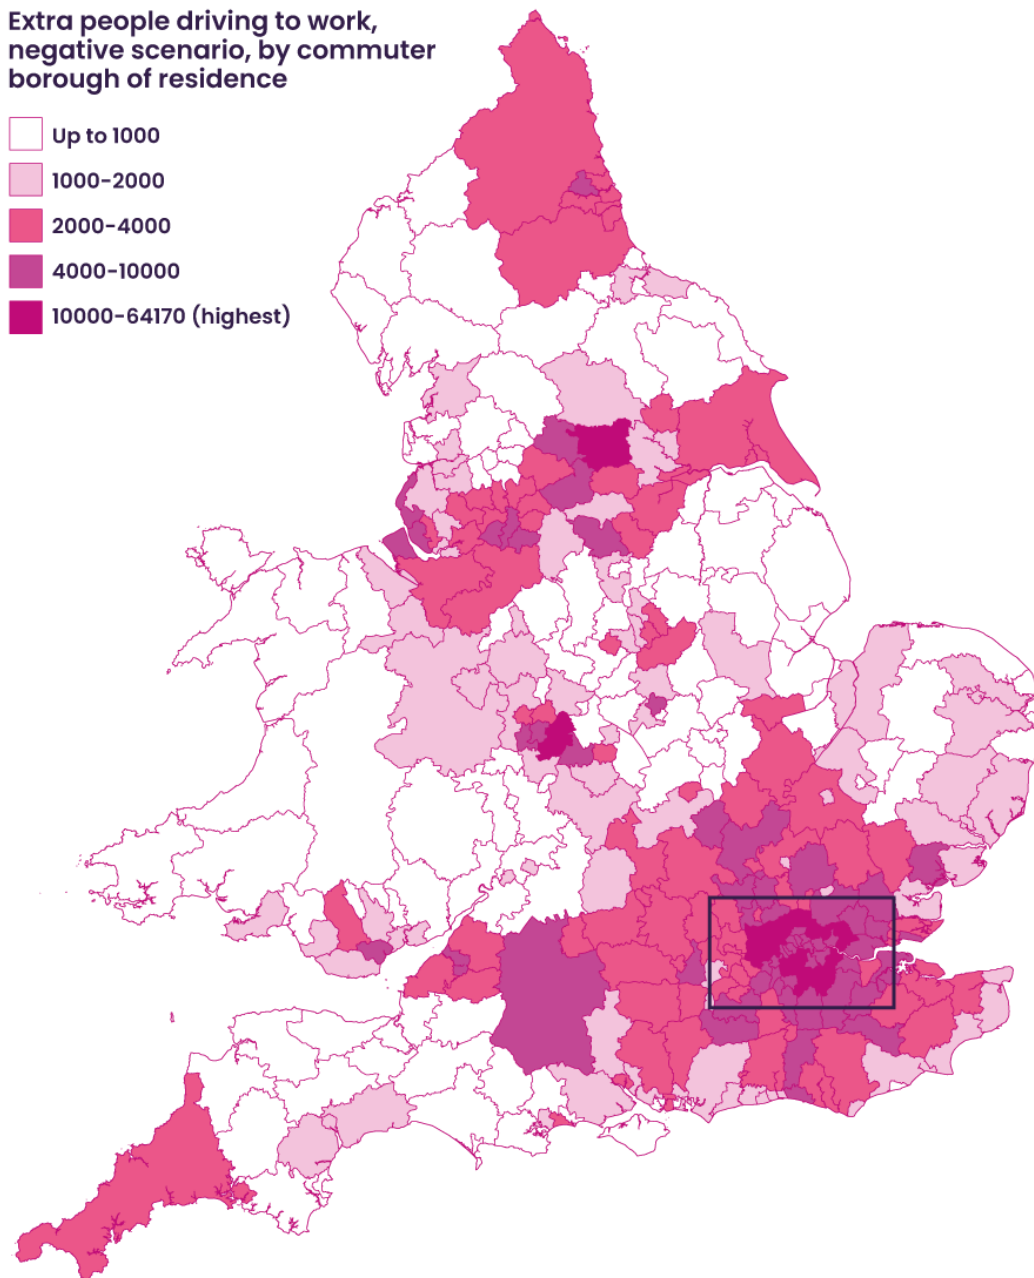 Extra people driving to work,
negative scenario, by commuter
borough of residence
Up to 1000
1000-2000
2000-4000
4000-10000
10000-64170 (highest)